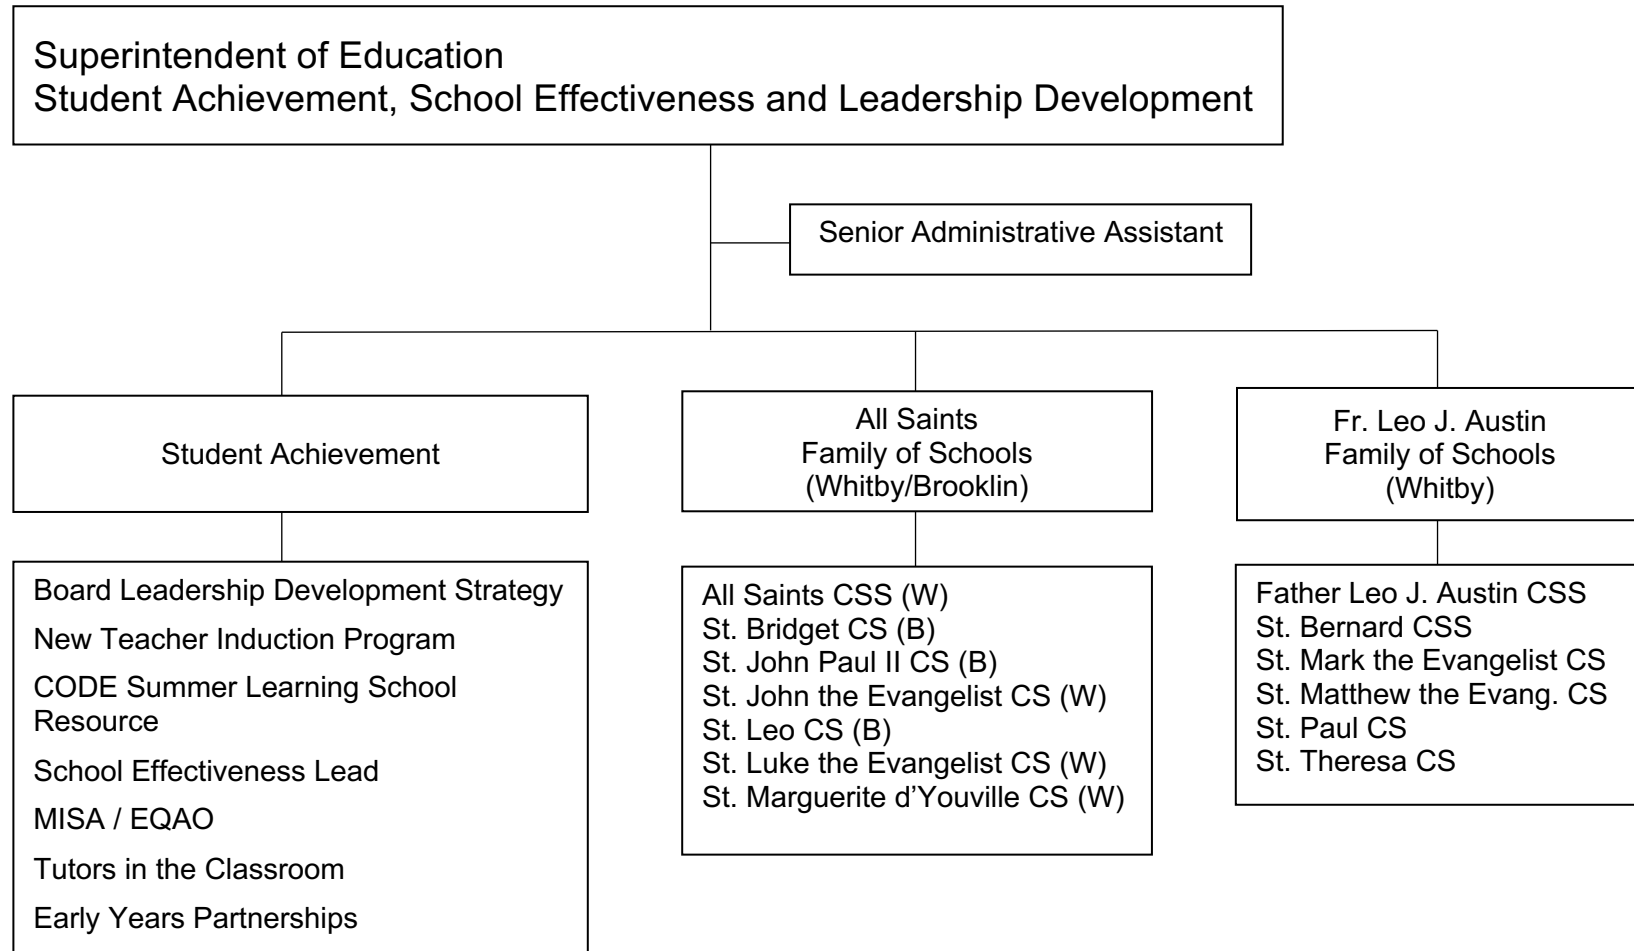 Superintendent of Education
Student Achievement, School Effectiveness and Leadership Development
Senior Administrative Assistant
Student Achievement
Board Leadership Development Strategy
New Teacher Induction Program
CODE Summer Learning School
Resource
School Effectiveness Lead
MISA / EQAO
Tutors in the Classroom
Early Years Partnerships
All Saints
Family of Schools
(Whitby/Brooklin)
All Saints CSS (W)
St. Bridget CS (B)
St. John Paul II CS (B)
St. John the Evangelist CS (W)
St. Leo CS (B)
St. Luke the Evangelist CS (W)
St. Marguerite d’Youville CS (W)
Fr. Leo J. Austin
Family of Schools
(Whitby)
Father Leo J. Austin CSS
St. Bernard CSS
St. Mark the Evangelist CS
St. Matthew the Evang. CS
St. Paul CS
St. Theresa CS